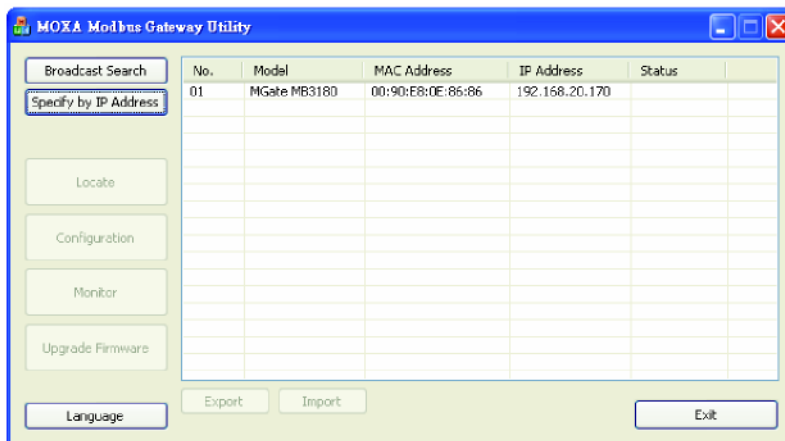 MOXA Modbus Gateway Utility
Broadcast Search
Specify by IP Address
Locate
Configuration
Monitor
Upgrade Firmware
Language
No. Model MAC Address IP Address Status
01 MGate MB3180 00:90:E8:0E:86:86 192.168.20.170
Export Import
Exit